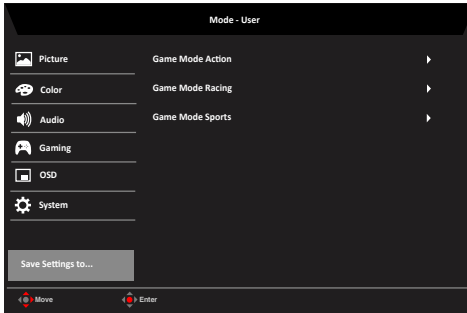 Mode - User
Picture
Game Mode Action
Color
Game Mode Racing
Audio
Game Mode Sports
Gaming
OSD
System
Save Settings to...
Move Enter